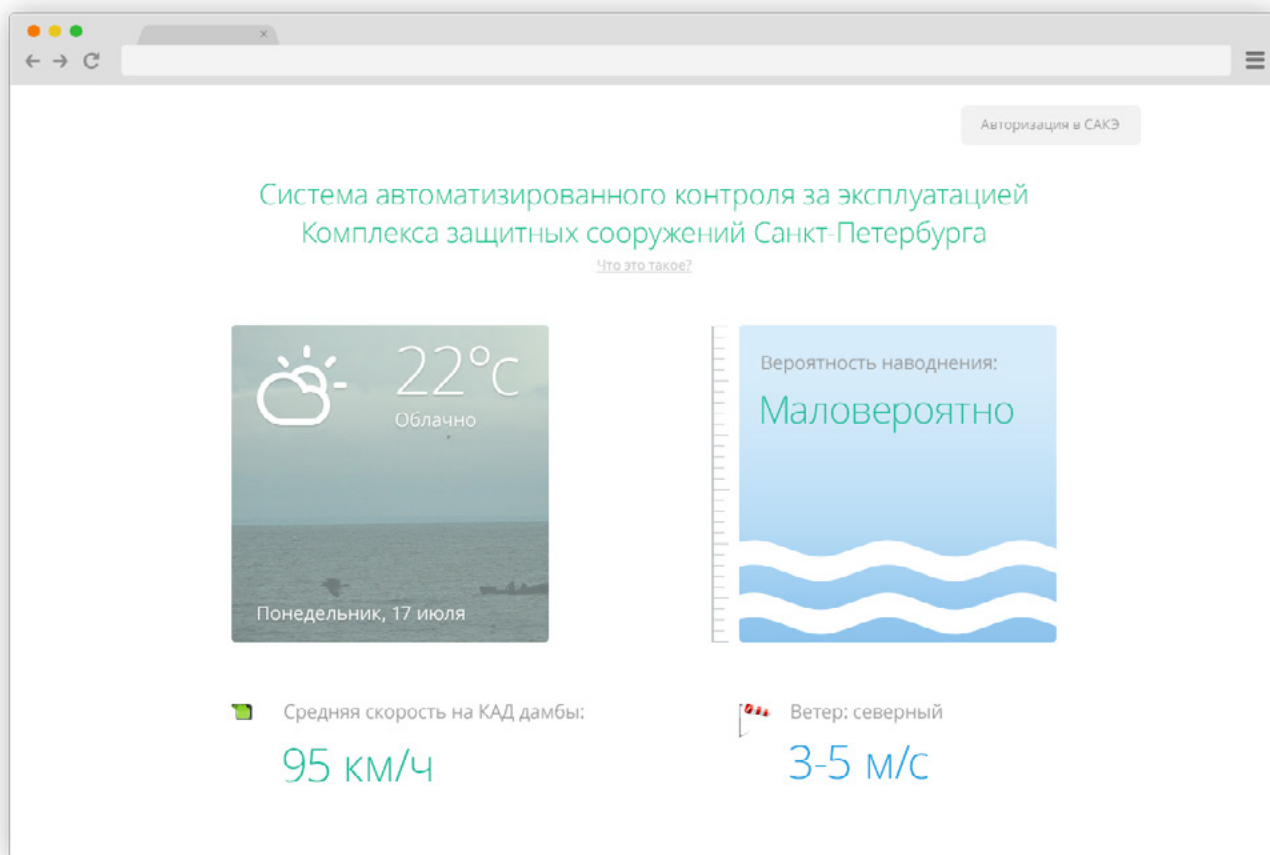 Авторизация в САКЭ
Система автоматизированного контроля за эксплуатацией
Комплекса защитных сооружений Санкт-Петербурга
Что это такое?
22°C
Облачно
Понедельник, 17 июля
Вероятность наводнения:
Маловероятно
Средняя скорость на КАД дамбы:
95 км/ч
Ветер: северный
3-5 м/с